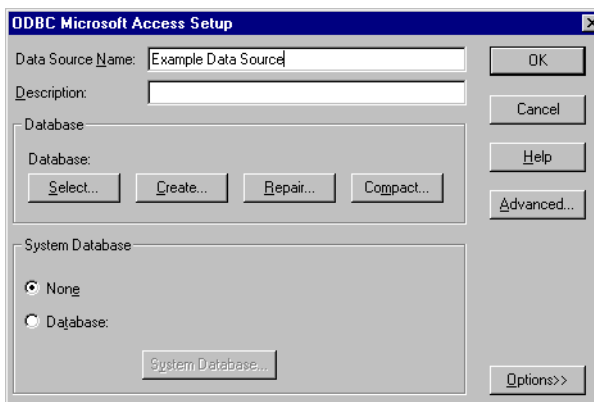 ODBC Microsoft Access Setup
Data Source Name: Example Data Source OK
Description:
Cancel
Database
Database:
Help
Select... Create... Repair... Compact...
Advanced...
System Database
None
Database:
System Database...
Options>>